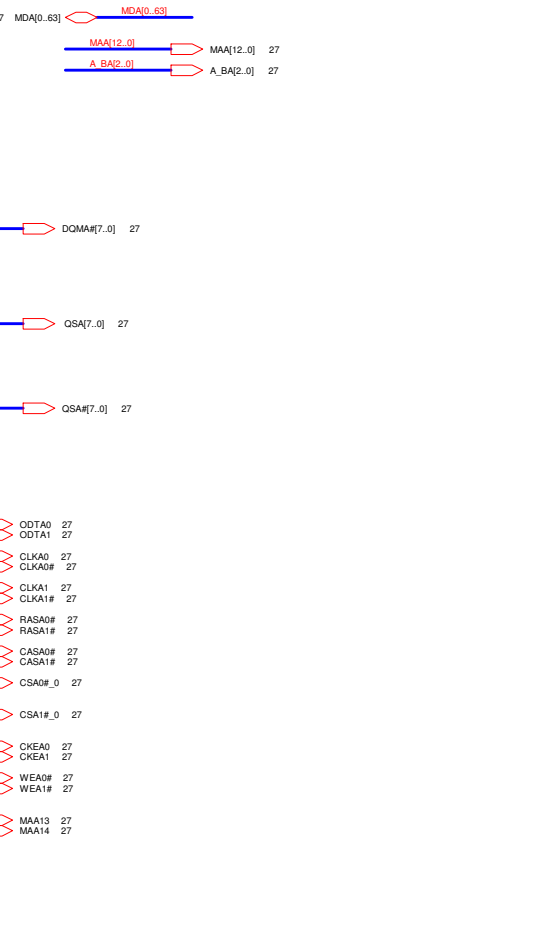 7 MDA[0..63] MDA[0..63]
MAA[12..0] MAA[12..0] 27
A_BA[2..0] A_BA[2..0] 27
DQMA#[7..0] 27
QSA[7..0] 27
QSA#[7..0] 27
ODTA0 27
ODTA1 27
CLKA0 27
CLKA0# 27
CLKA1 27
CLKA1# 27
RASA0# 27
RASA1# 27
CASA0# 27
CASA1# 27
CSA0#_0 27
CSA1#_0 27
CKEA0 27
CKEA1 27
WEA0# 27
WEA1# 27
MAA13 27
MAA14 27